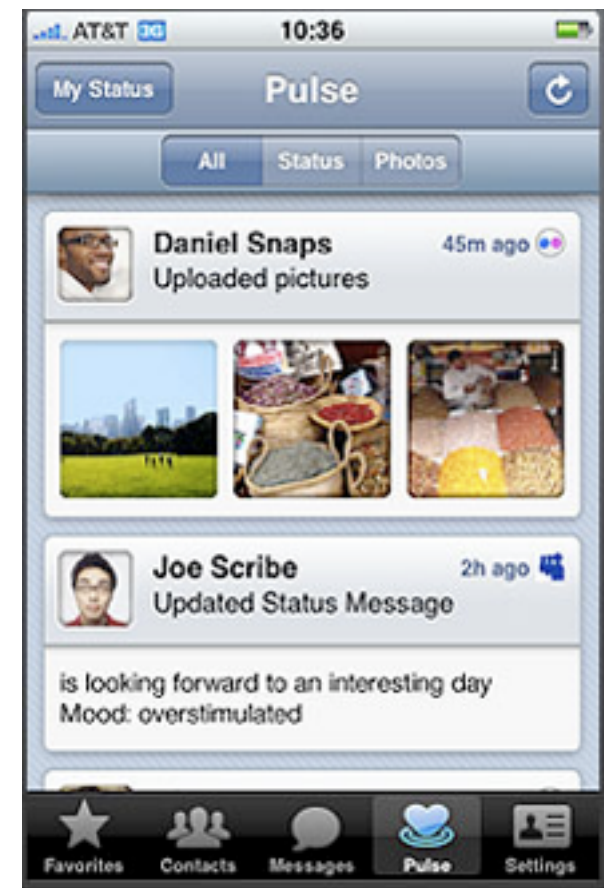 AT&T 3G 10:36
My Status Pulse
All Status Photos
Daniel Snaps 45m ago
Uploaded pictures
Joe Scribe 2h ago
Updated Status Message
is looking forward to an interesting day
Mood: overstimulated
Favorites Contacts Messages Pulse Settings